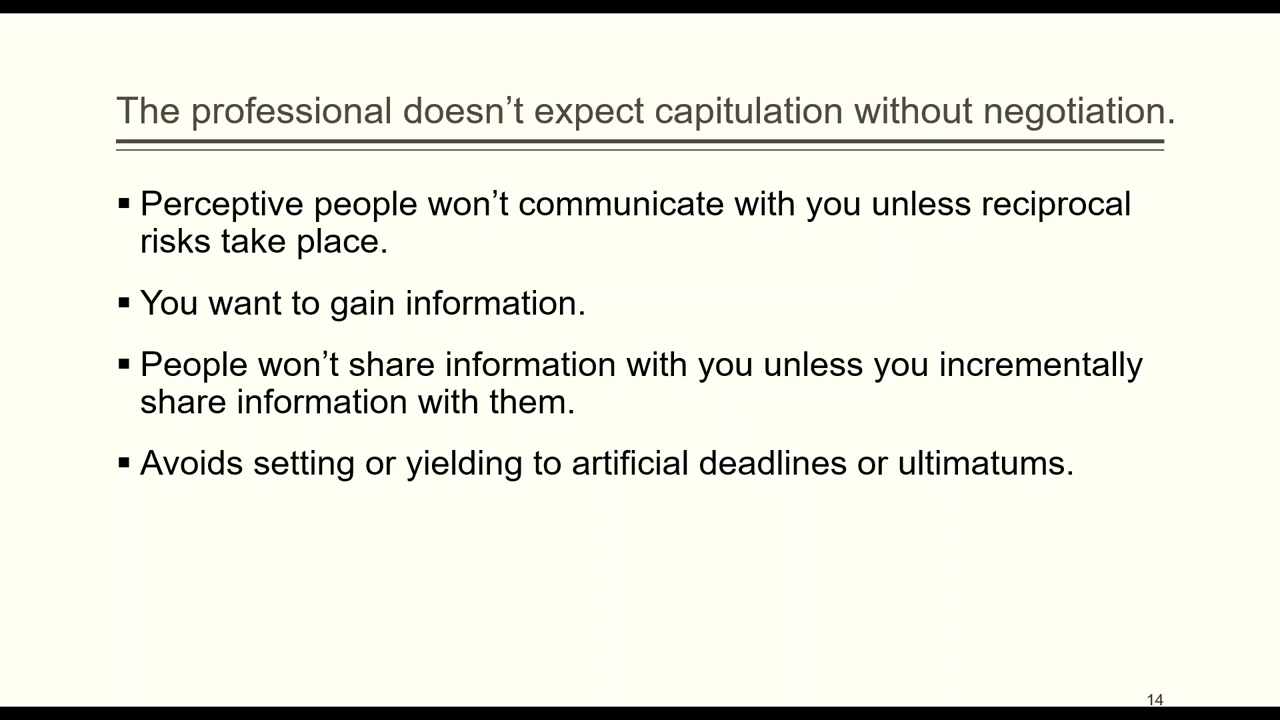 The professional doesn’t expect capitulation without negotiation.
▪ Perceptive people won’t communicate with you unless reciprocal
risks take place.
▪ You want to gain information.
▪ People won’t share information with you unless you incrementally
share information with them.
▪ Avoids setting or yielding to artificial deadlines or ultimatums.
14